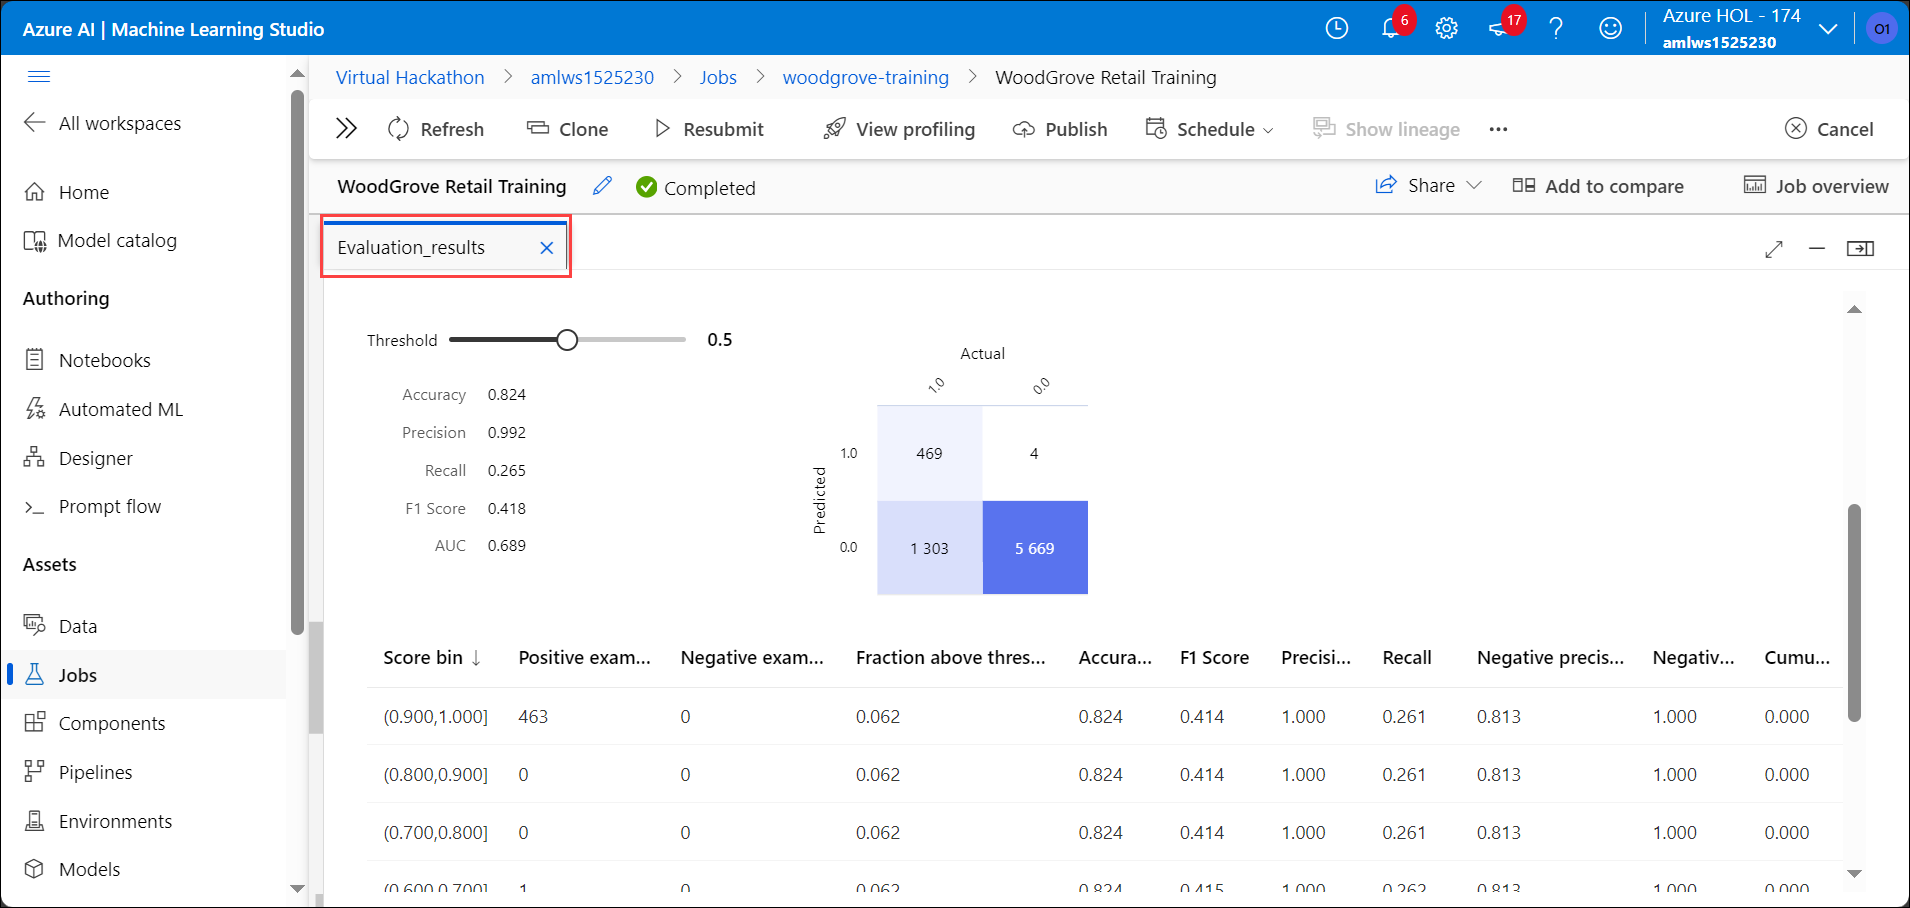 Azure AI | Machine Learning Studio
6
17
Azure HOL - 174
amlws1525230
O1
All workspaces
Home
Model catalog
Authoring
Notebooks
Automated ML
Designer
Prompt flow
Assets
Data
Jobs
Components
Pipelines
Environments
Models
Virtual Hackathon > amlws1525230 > Jobs > woodgrove-training > WoodGrove Retail Training
Refresh Clone Resubmit View profiling Publish Schedule Show lineage ... Cancel
WoodGrove Retail Training Completed Share Add to compare Job overview
Evaluation_results
Threshold 0.5
Accuracy 0.824
Precision 0.992
Recall 0.265
F1 Score 0.418
AUC 0.689
Actual
1.0 0.0
Predicted
1.0 469 4
0.0 1 303 5 669
Score bin ↓ Positive exam... Negative exam... Fraction above thres... Accura... F1 Score Precisi... Recall Negative precis... Negativ... Cumu...
(0.900,1.000] 463 0 0.062 0.824 0.414 1.000 0.261 0.813 1.000 0.000
(0.800,0.900] 0 0 0.062 0.824 0.414 1.000 0.261 0.813 1.000 0.000
(0.700,0.800] 0 0 0.062 0.824 0.414 1.000 0.261 0.813 1.000 0.000
(0.600,0.700] 1 0 0.062 0.824 0.415 1.000 0.262 0.813 1.000 0.000